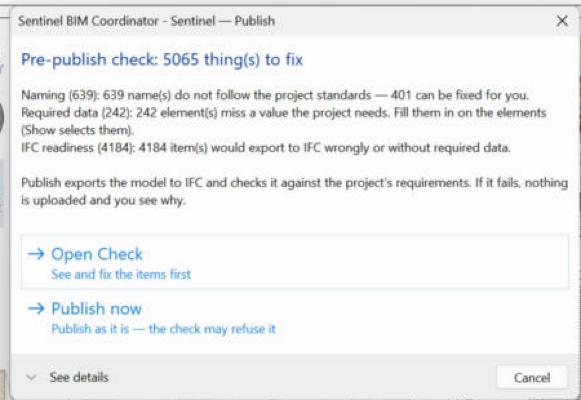 Sentinel BIM Coordinator - Sentinel — Publish
Pre-publish check: 5065 thing(s) to fix
Naming (639): 639 name(s) do not follow the project standards — 401 can be fixed for you.
Required data (242): 242 element(s) miss a value the project needs. Fill them in on the elements
(Show selects them).
IFC readiness (4184): 4184 item(s) would export to IFC wrongly or without required data.
Publish exports the model to IFC and checks it against the project's requirements. If it fails, nothing
is uploaded and you see why.
Open Check
See and fix the items first
Publish now
Publish as it is — the check may refuse it
See details
Cancel